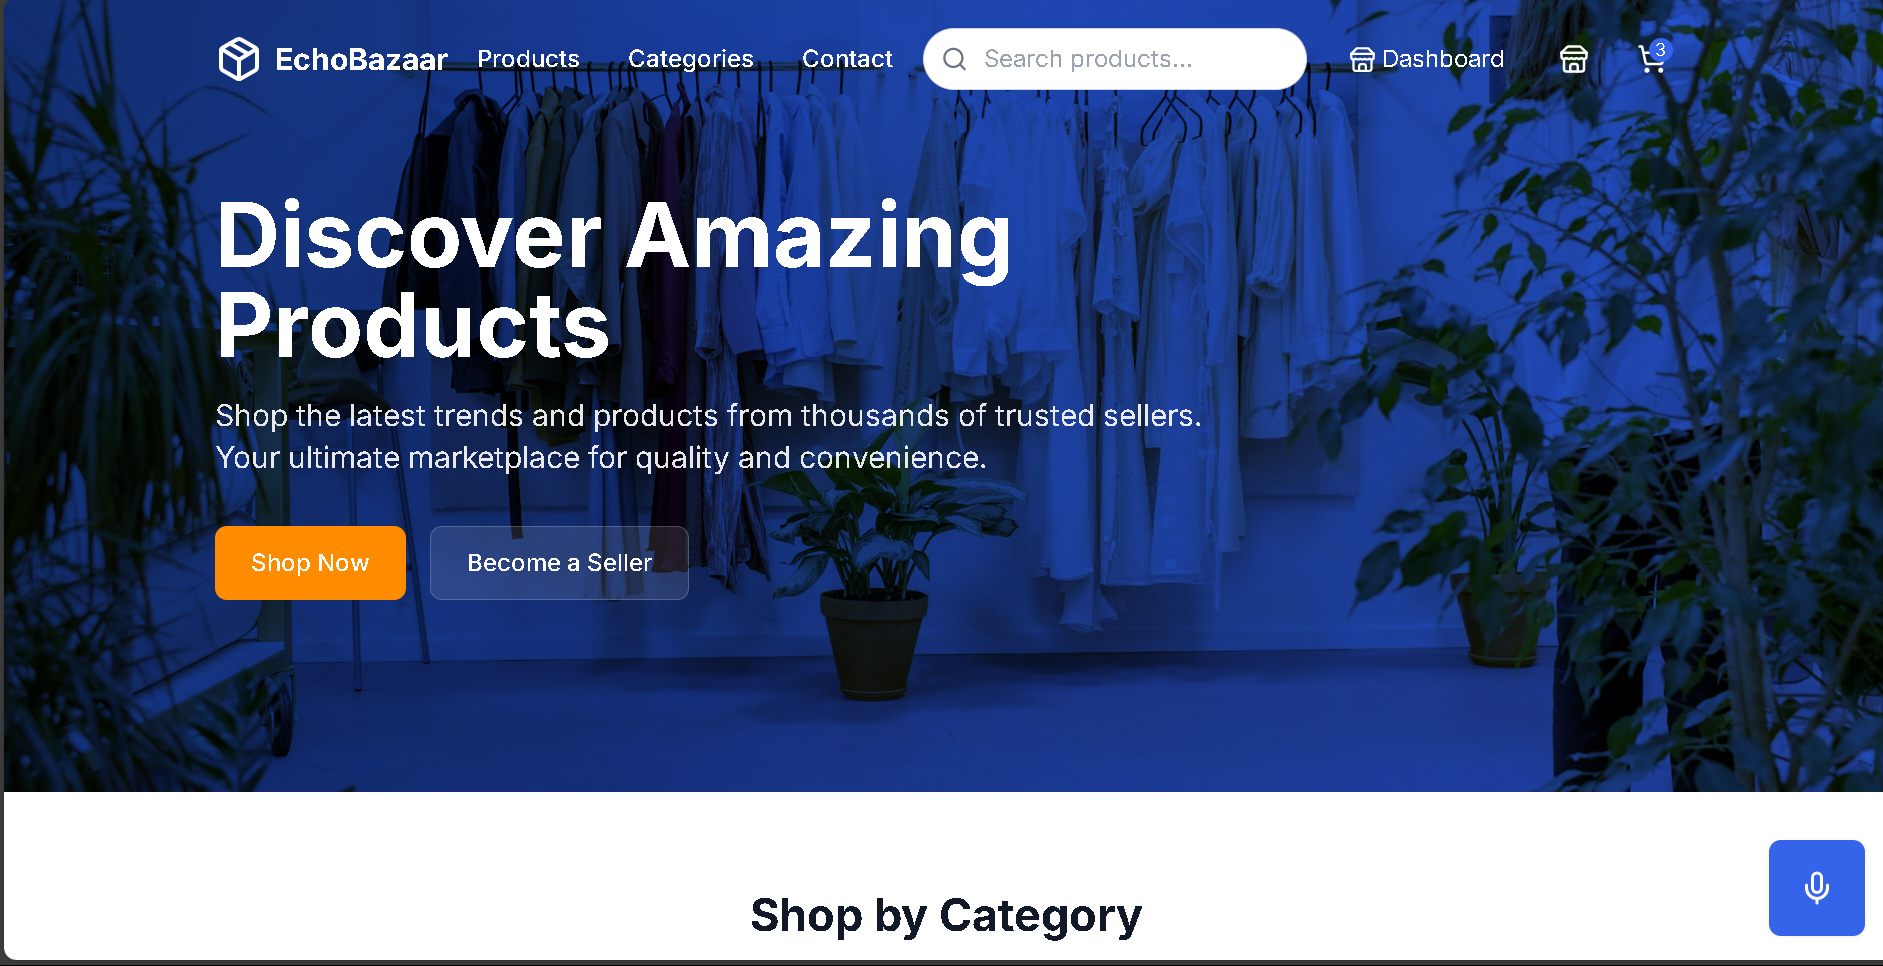 EchoBazaar Products Categories Contact Search products... Dashboard 3
Discover Amazing
Products
Shop the latest trends and products from thousands of trusted sellers.
Your ultimate marketplace for quality and convenience.
Shop Now Become a Seller
Shop by Category